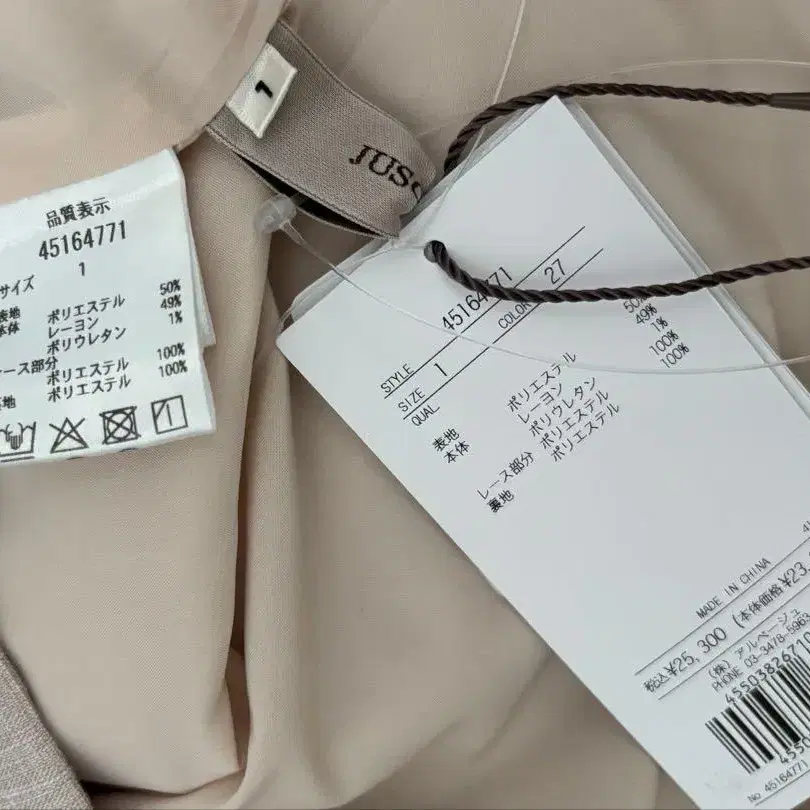 1
JUS
品質表示
45164771
サイズ 1
表地
本体 ポリエステル 50%
レーヨン 49%
ポリウレタン 1%
ース部分 ポリエステル 100%
地 ポリエステル 100%
STYLE 45164771
SIZE 1 COLOR 27
QUAL
表地
本体 ポリエステル 50%
レーヨン 49%
ポリウレタン 1%
レース部分 ポリエステル 100%
裏地 ポリエステル 100%
MADE IN CHINA
税込¥25,300 (本体価格¥23,
(株) アルページュ
PHONE 03-3478-5963
455038267
4550
No 45164771